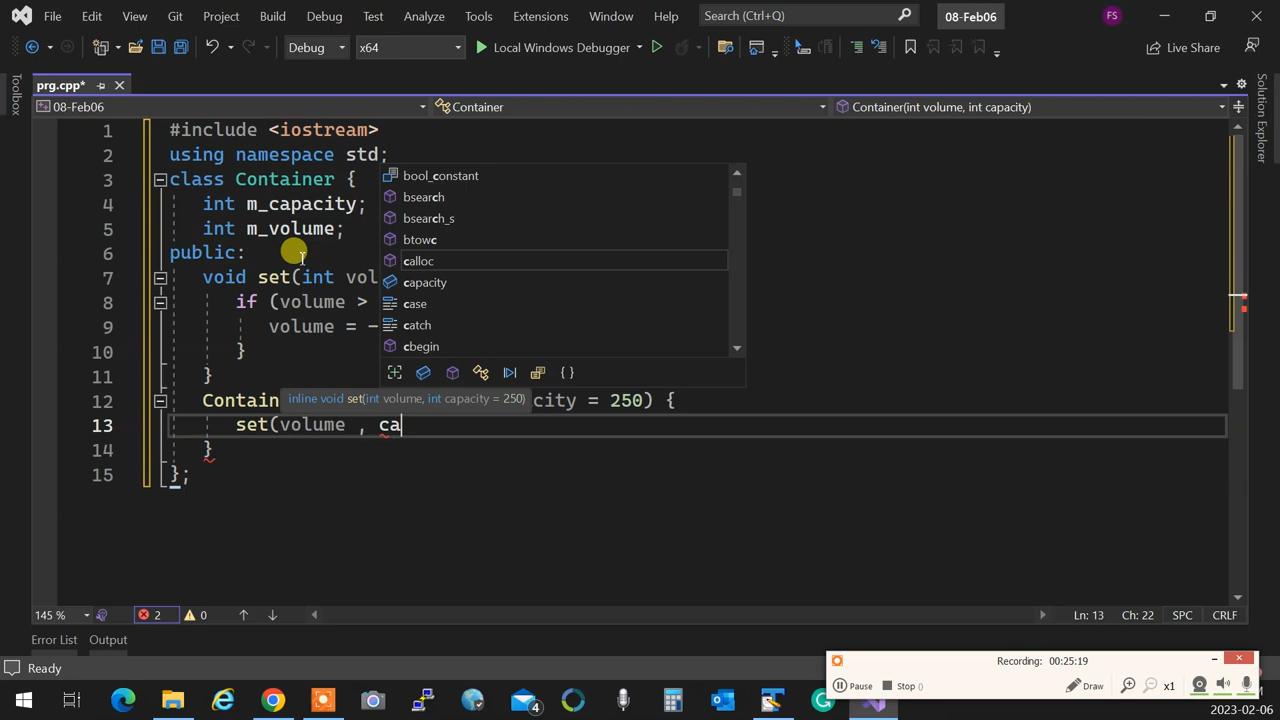 File Edit View Git Project Build Debug Test Analyze Tools Extensions Window Help Search (Ctrl+Q) 08-Feb06 FS
Debug x64 Local Windows Debugger Live Share
prg.cpp*
08-Feb06 Container Container(int volume, int capacity)
Toolbox
Solution Explorer
1 #include <iostream>
2 using namespace std;
3 class Container {
4 int m_capacity;
5 int m_volume;
6 public:
7 void set(int vol
8 if (volume >
9 volume = -
10 }
11 }
12 Contain city = 250) {
13 set(volume , ca
14 }
15 };
bool_constant
bsearch
bsearch_s
btowc
calloc
capacity
case
catch
cbegin
inline void set(int volume, int capacity = 250)
145 % 2 0 Ln: 13 Ch: 22 SPC CRLF
Error List Output
Ready
Recording: 00:25:19
Pause Stop () Draw x1
4
2023-02-06